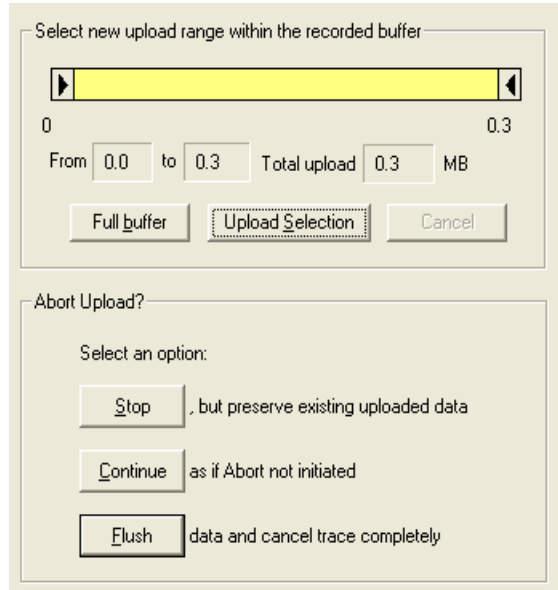 Select new upload range within the recorded buffer
0 0.3
From 0.0 to 0.3 Total upload 0.3 MB
Full buffer Upload Selection Cancel
Abort Upload?
Select an option:
Stop , but preserve existing uploaded data
Continue as if Abort not initiated
Flush data and cancel trace completely